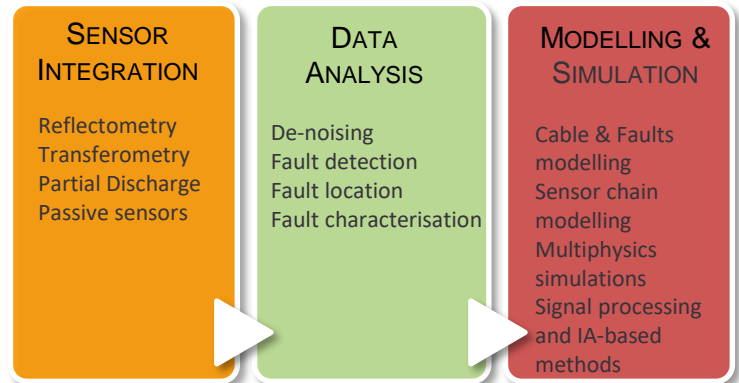 SENSOR
INTEGRATION
Reflectometry
Transferometry
Partial Discharge
Passive sensors
DATA
ANALYSIS
De-noising
Fault detection
Fault location
Fault characterisation
MODELLING &
SIMULATION
Cable & Faults
modelling
Sensor chain
modelling
Multiphysics
simulations
Signal processing
and IA-based
methods